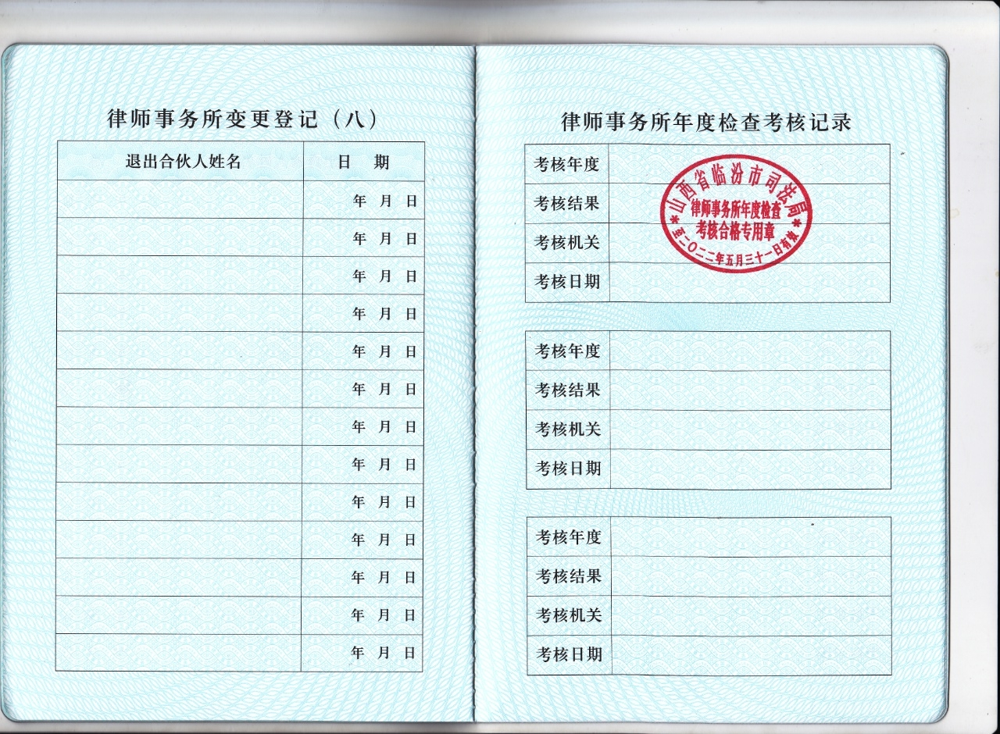 律师事务所变更登记（八）
退出合伙人姓名 日 期
年 月 日
年 月 日
年 月 日
年 月 日
年 月 日
年 月 日
年 月 日
年 月 日
年 月 日
年 月 日
年 月 日
年 月 日
年 月 日
律师事务所年度检查考核记录
考核年度
考核结果
考核机关
考核日期
山西省临汾市司法局
律师事务所年度检查
考核合格专用章
至二〇二二年五月三十一日有效
考核年度
考核结果
考核机关
考核日期
考核年度
考核结果
考核机关
考核日期